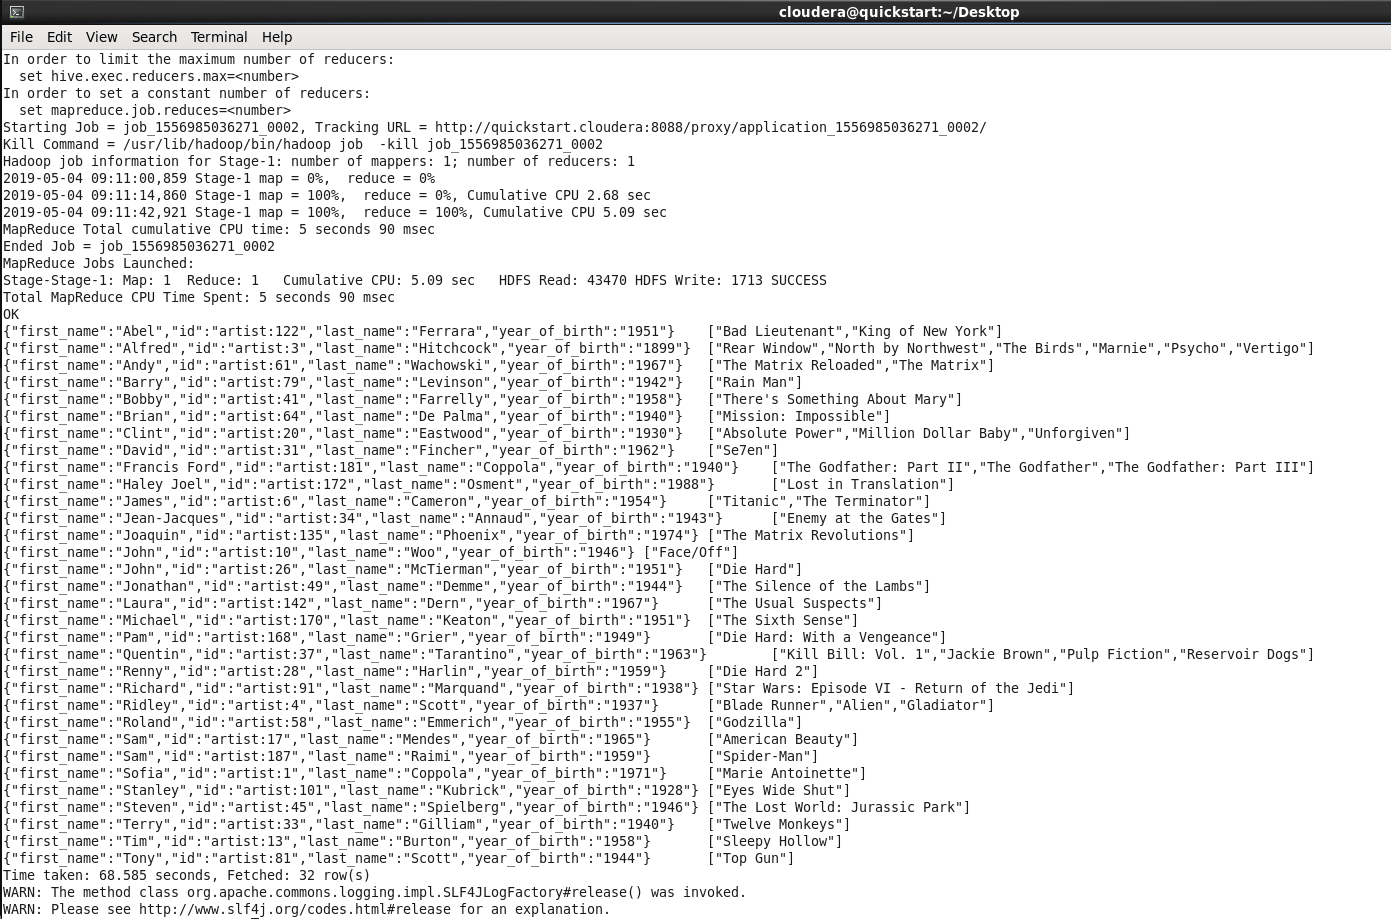 cloudera@quickstart:~/Desktop
File Edit View Search Terminal Help
In order to limit the maximum number of reducers:
  set hive.exec.reducers.max=<number>
In order to set a constant number of reducers:
  set mapreduce.job.reduces=<number>
Starting Job = job_1556985036271_0002, Tracking URL = http://quickstart.cloudera:8088/proxy/application_1556985036271_0002/
Kill Command = /usr/lib/hadoop/bin/hadoop job  -kill job_1556985036271_0002
Hadoop job information for Stage-1: number of mappers: 1; number of reducers: 1
2019-05-04 09:11:00,859 Stage-1 map = 0%,  reduce = 0%
2019-05-04 09:11:14,860 Stage-1 map = 100%,  reduce = 0%, Cumulative CPU 2.68 sec
2019-05-04 09:11:42,921 Stage-1 map = 100%,  reduce = 100%, Cumulative CPU 5.09 sec
MapReduce Total cumulative CPU time: 5 seconds 90 msec
Ended Job = job_1556985036271_0002
MapReduce Jobs Launched:
Stage-Stage-1: Map: 1  Reduce: 1   Cumulative CPU: 5.09 sec   HDFS Read: 43470 HDFS Write: 1713 SUCCESS
Total MapReduce CPU Time Spent: 5 seconds 90 msec
OK
{"first_name":"Abel","id":"artist:122","last_name":"Ferrara","year_of_birth":"1951"}	["Bad Lieutenant","King of New York"]
{"first_name":"Alfred","id":"artist:3","last_name":"Hitchcock","year_of_birth":"1899"}	["Rear Window","North by Northwest","The Birds","Marnie","Psycho","Vertigo"]
{"first_name":"Andy","id":"artist:61","last_name":"Wachowski","year_of_birth":"1967"}	["The Matrix Reloaded","The Matrix"]
{"first_name":"Barry","id":"artist:79","last_name":"Levinson","year_of_birth":"1942"}	["Rain Man"]
{"first_name":"Bobby","id":"artist:41","last_name":"Farrelly","year_of_birth":"1958"}	["There's Something About Mary"]
{"first_name":"Brian","id":"artist:64","last_name":"De Palma","year_of_birth":"1940"}	["Mission: Impossible"]
{"first_name":"Clint","id":"artist:20","last_name":"Eastwood","year_of_birth":"1930"}	["Absolute Power","Million Dollar Baby","Unforgiven"]
{"first_name":"David","id":"artist:31","last_name":"Fincher","year_of_birth":"1962"}	["Se7en"]
{"first_name":"Francis Ford","id":"artist:181","last_name":"Coppola","year_of_birth":"1940"}	["The Godfather: Part II","The Godfather","The Godfather: Part III"]
{"first_name":"Haley Joel","id":"artist:172","last_name":"Osment","year_of_birth":"1988"}	["Lost in Translation"]
{"first_name":"James","id":"artist:6","last_name":"Cameron","year_of_birth":"1954"}	["Titanic","The Terminator"]
{"first_name":"Jean-Jacques","id":"artist:34","last_name":"Annaud","year_of_birth":"1943"}	["Enemy at the Gates"]
{"first_name":"Joaquin","id":"artist:135","last_name":"Phoenix","year_of_birth":"1974"}	["The Matrix Revolutions"]
{"first_name":"John","id":"artist:10","last_name":"Woo","year_of_birth":"1946"}	["Face/Off"]
{"first_name":"John","id":"artist:26","last_name":"McTierman","year_of_birth":"1951"}	["Die Hard"]
{"first_name":"Jonathan","id":"artist:49","last_name":"Demme","year_of_birth":"1944"}	["The Silence of the Lambs"]
{"first_name":"Laura","id":"artist:142","last_name":"Dern","year_of_birth":"1967"}	["The Usual Suspects"]
{"first_name":"Michael","id":"artist:170","last_name":"Keaton","year_of_birth":"1951"}	["The Sixth Sense"]
{"first_name":"Pam","id":"artist:168","last_name":"Grier","year_of_birth":"1949"}	["Die Hard: With a Vengeance"]
{"first_name":"Quentin","id":"artist:37","last_name":"Tarantino","year_of_birth":"1963"}	["Kill Bill: Vol. 1","Jackie Brown","Pulp Fiction","Reservoir Dogs"]
{"first_name":"Renny","id":"artist:28","last_name":"Harlin","year_of_birth":"1959"}	["Die Hard 2"]
{"first_name":"Richard","id":"artist:91","last_name":"Marquand","year_of_birth":"1938"}	["Star Wars: Episode VI - Return of the Jedi"]
{"first_name":"Ridley","id":"artist:4","last_name":"Scott","year_of_birth":"1937"}	["Blade Runner","Alien","Gladiator"]
{"first_name":"Roland","id":"artist:58","last_name":"Emmerich","year_of_birth":"1955"}	["Godzilla"]
{"first_name":"Sam","id":"artist:17","last_name":"Mendes","year_of_birth":"1965"}	["American Beauty"]
{"first_name":"Sam","id":"artist:187","last_name":"Raimi","year_of_birth":"1959"}	["Spider-Man"]
{"first_name":"Sofia","id":"artist:1","last_name":"Coppola","year_of_birth":"1971"}	["Marie Antoinette"]
{"first_name":"Stanley","id":"artist:101","last_name":"Kubrick","year_of_birth":"1928"}	["Eyes Wide Shut"]
{"first_name":"Steven","id":"artist:45","last_name":"Spielberg","year_of_birth":"1946"}	["The Lost World: Jurassic Park"]
{"first_name":"Terry","id":"artist:33","last_name":"Gilliam","year_of_birth":"1940"}	["Twelve Monkeys"]
{"first_name":"Tim","id":"artist:13","last_name":"Burton","year_of_birth":"1958"}	["Sleepy Hollow"]
{"first_name":"Tony","id":"artist:81","last_name":"Scott","year_of_birth":"1944"}	["Top Gun"]
Time taken: 68.585 seconds, Fetched: 32 row(s)
WARN: The method class org.apache.commons.logging.impl.SLF4JLogFactory#release() was invoked.
WARN: Please see http://www.slf4j.org/codes.html#release for an explanation.